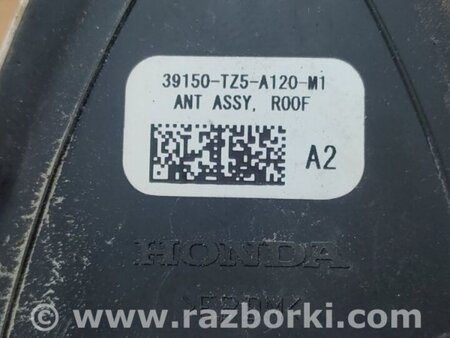 39150-TZ5-A120-M1
ANT ASSY, ROOF
A2
HONDA
www.razborki.com